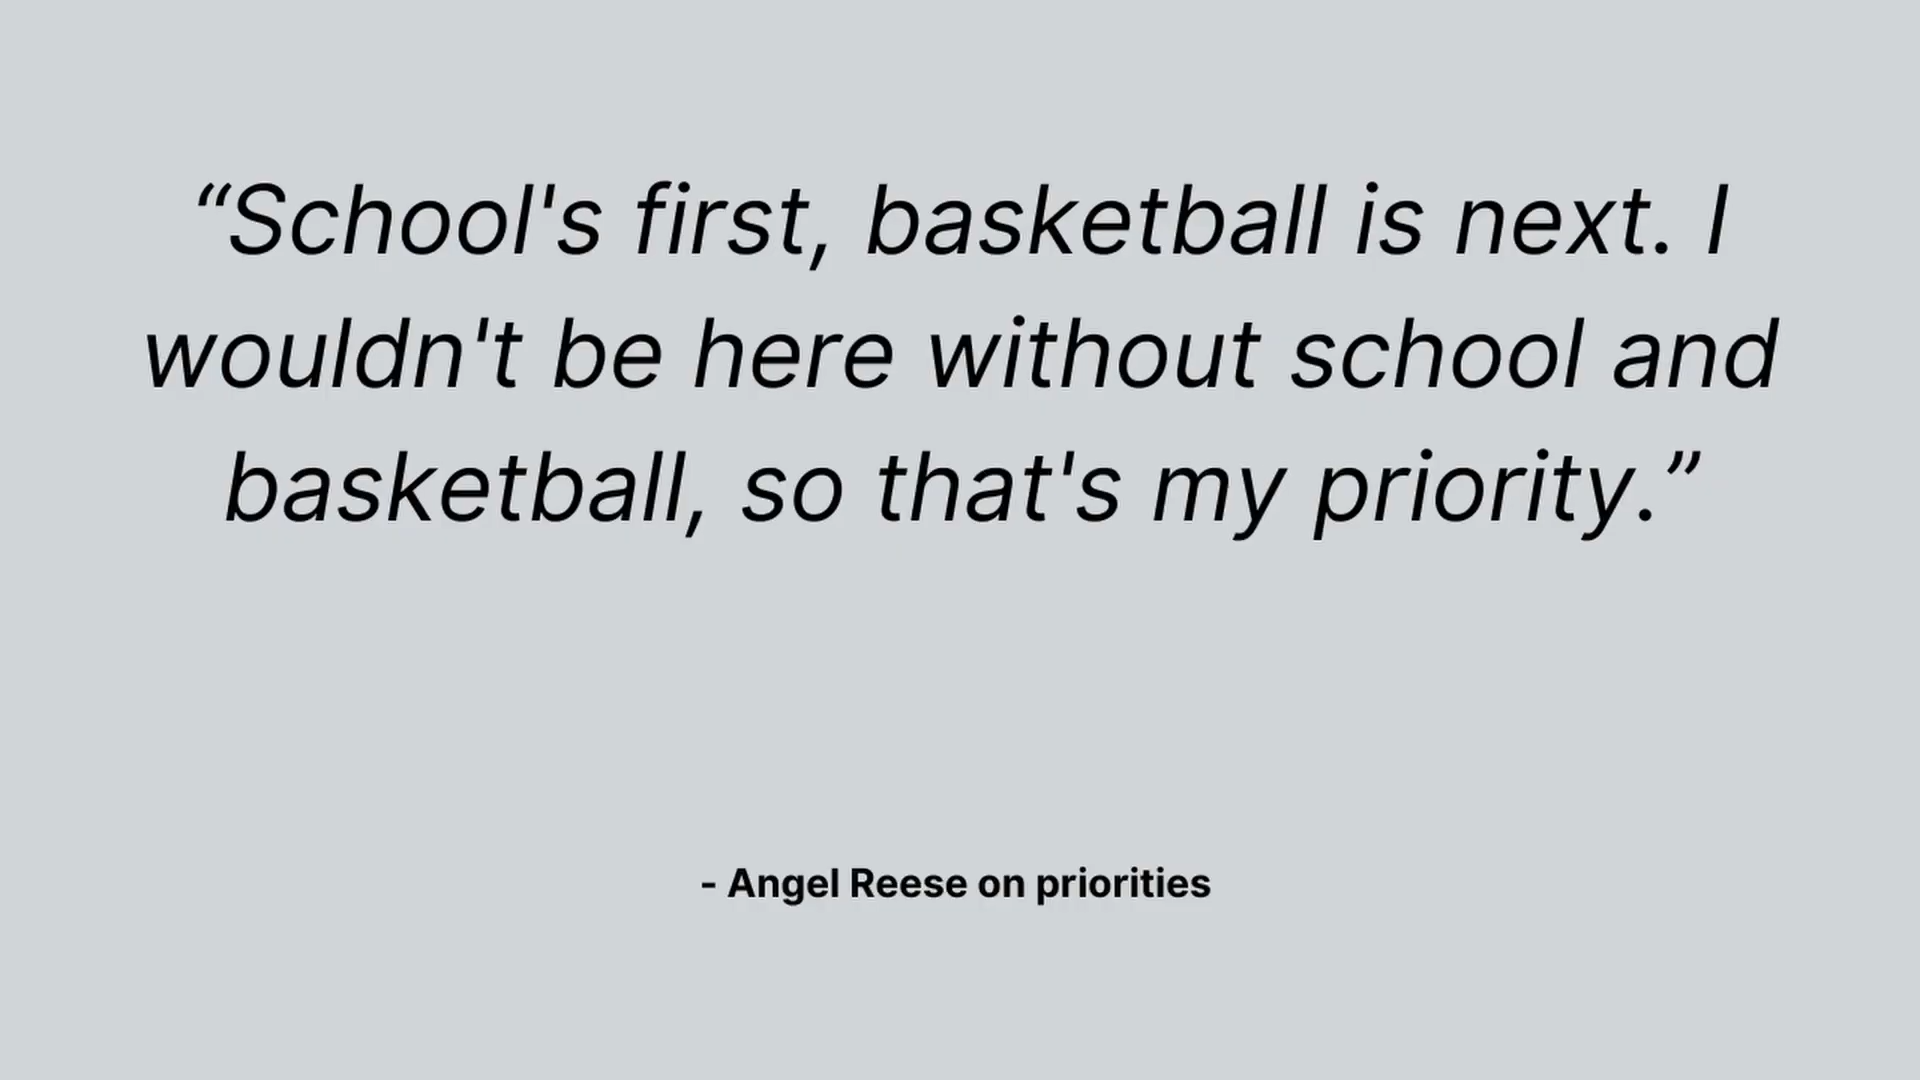 “School's first, basketball is next. I
wouldn't be here without school and
basketball, so that's my priority.”
- Angel Reese on priorities